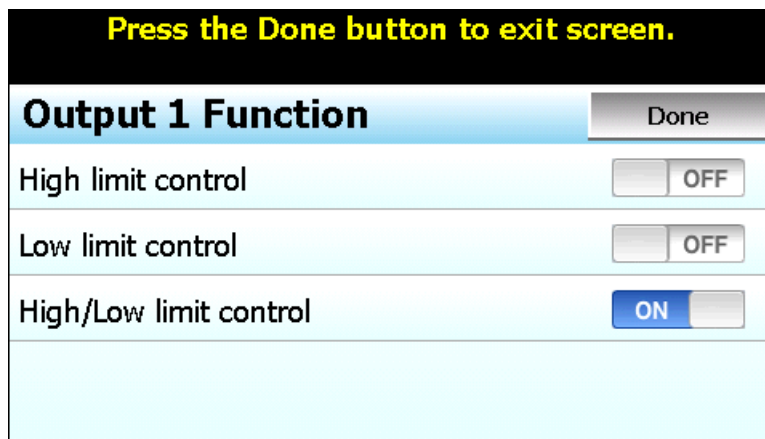 Press the Done button to exit screen.
Output 1 Function
Done
High limit control
OFF
Low limit control
OFF
High/Low limit control
ON